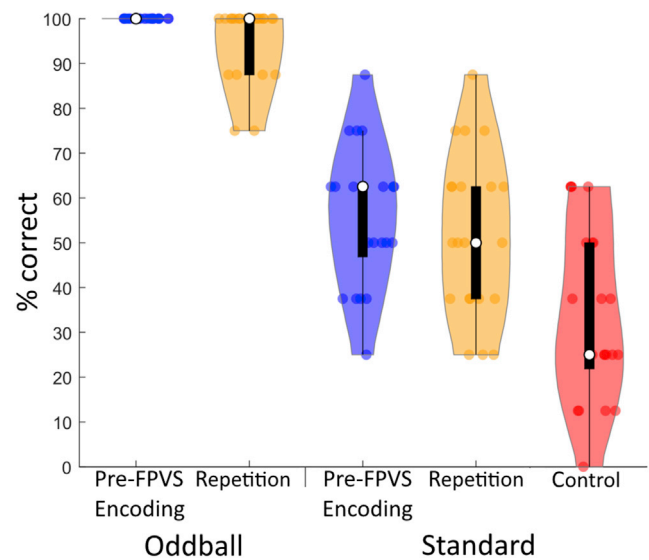 % correct
100
90
80
70
60
50
40
30
20
10
0
Pre-FPVS Encoding
Repetition
Pre-FPVS Encoding
Repetition
Control
Oddball
Standard